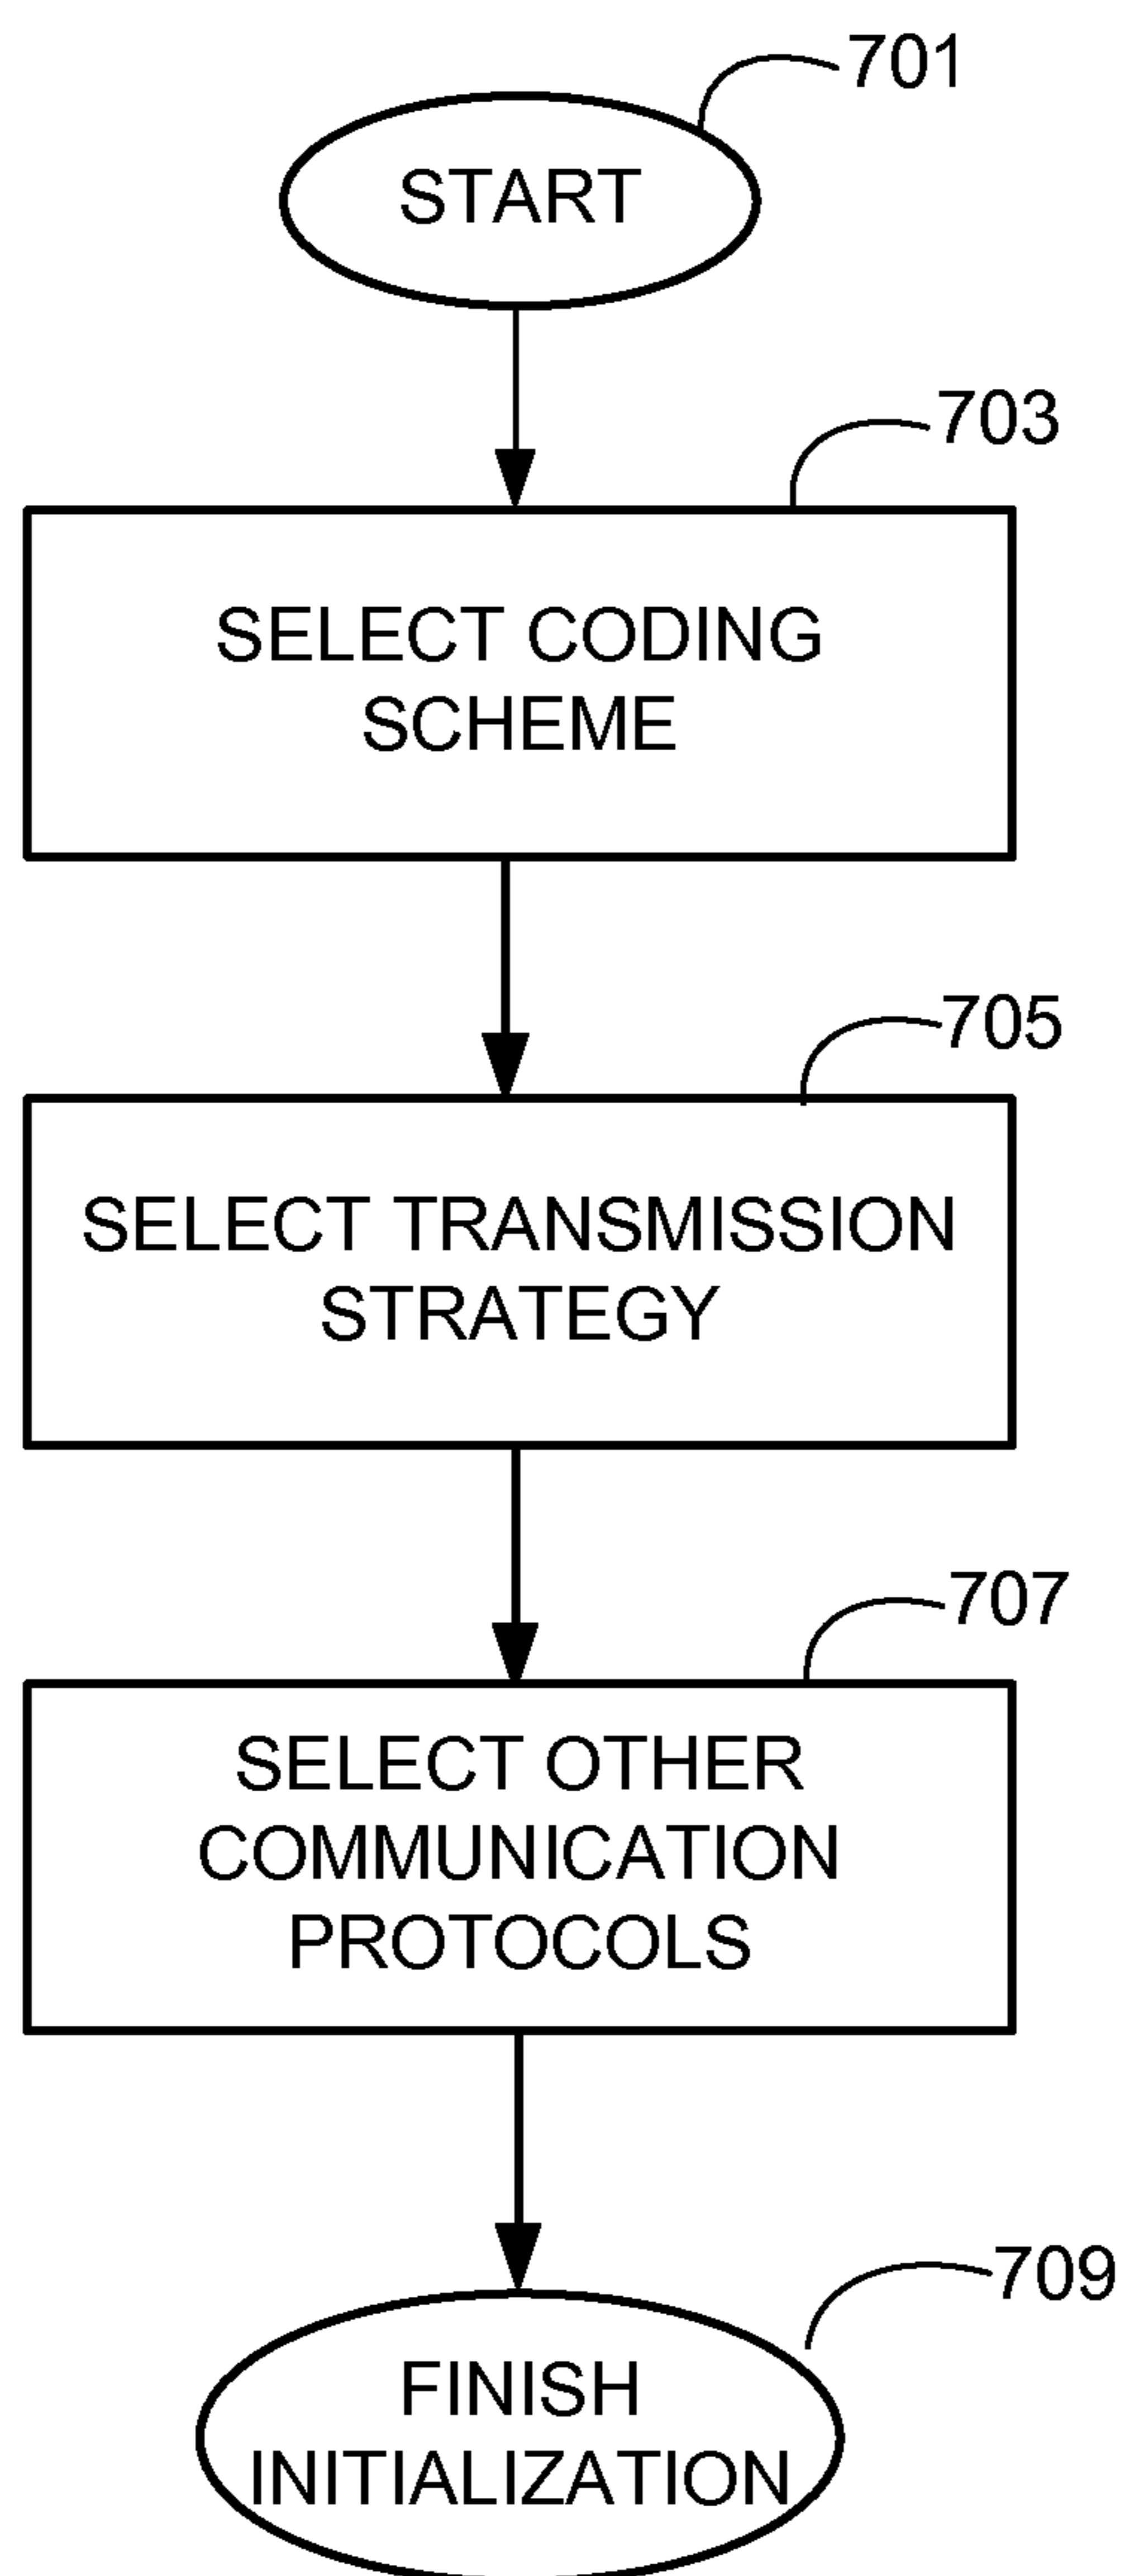 701
START
703
SELECT CODING
SCHEME
705
SELECT TRANSMISSION
STRATEGY
707
SELECT OTHER
COMMUNICATION
PROTOCOLS
709
FINISH
INITIALIZATION